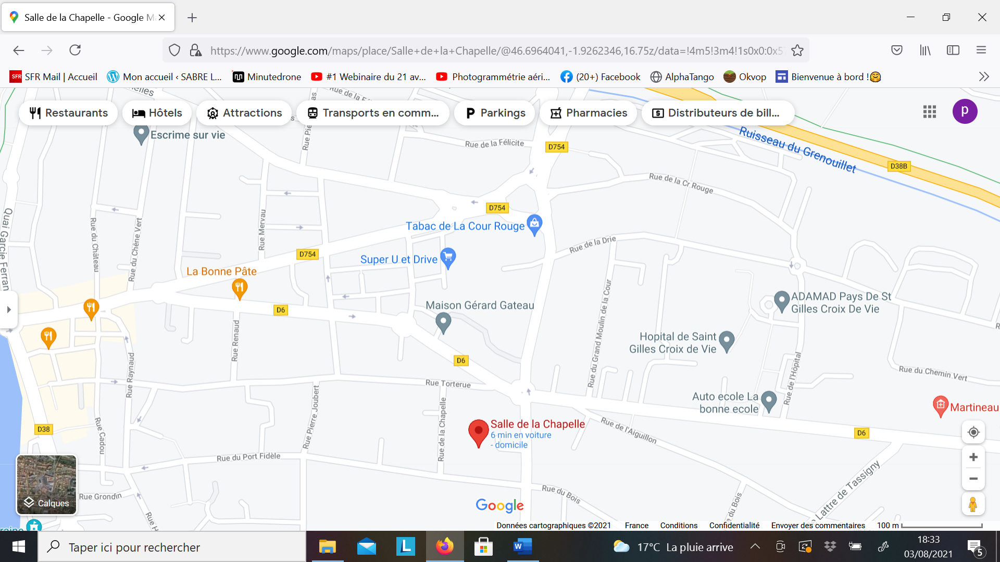 Salle de la Chapelle - Google M
https://www.google.com/maps/place/Salle+de+la+Chapelle/@46.6964041,-1.9262346,16.75z/data=!4m5!3m4!1s0x0:0x5
SFR SFR Mail | Accueil
Mon accueil ‹ SABRE L...
Minutedrone
#1 Webinaire du 21 av...
Photogrammétrie aéri...
(20+) Facebook
AlphaTango
Okvop
Bienvenue à bord !🤗
Restaurants
Hôtels
Attractions
Transports en comm...
Parkings
Pharmacies
Distributeurs de bill...
p
Escrime sur vie
Rue Pie
Rue de la Félicite
D754
Ruisseau du Grenouillet
D38B
Rue de la Cr Rouge
D754
Quai Garcie Ferran
Rue du Château
Rue du Chêne Vert
Rue Mervau
Tabac de La Cour Rouge
Rue de la Drie
D754
Super U et Drive
La Bonne Pâte
D6
Maison Gérard Gateau
ADAMAD Pays De St
Gilles Croix De Vie
Rue du Grand Moulin de la Cour
Hopital de Saint
Gilles Croix de Vie
Rue Renaud
Rue Raynaud
D6
Rue Torterue
Rue de l'Hôpital
Rue du Chemin Vert
Rue Pierre Joubert
Rue de la Chapelle
Auto ecole La
bonne ecole
Martineau
Salle de la Chapelle
6 min en voiture
- domicile
D38
Rue Cadono
Rue de l'Aiguillon
D6
Rue du Port Fidèle
Rue Grondin
Rue H
Rue du Bois
du Bois
Lattre de Tassigny
Calques
Google
Données cartographiques ©2021 France Conditions Confidentialité Envoyer des commentaires 100 m
Taper ici pour rechercher
L
W
17°C La pluie arrive
18:33
03/08/2021
5